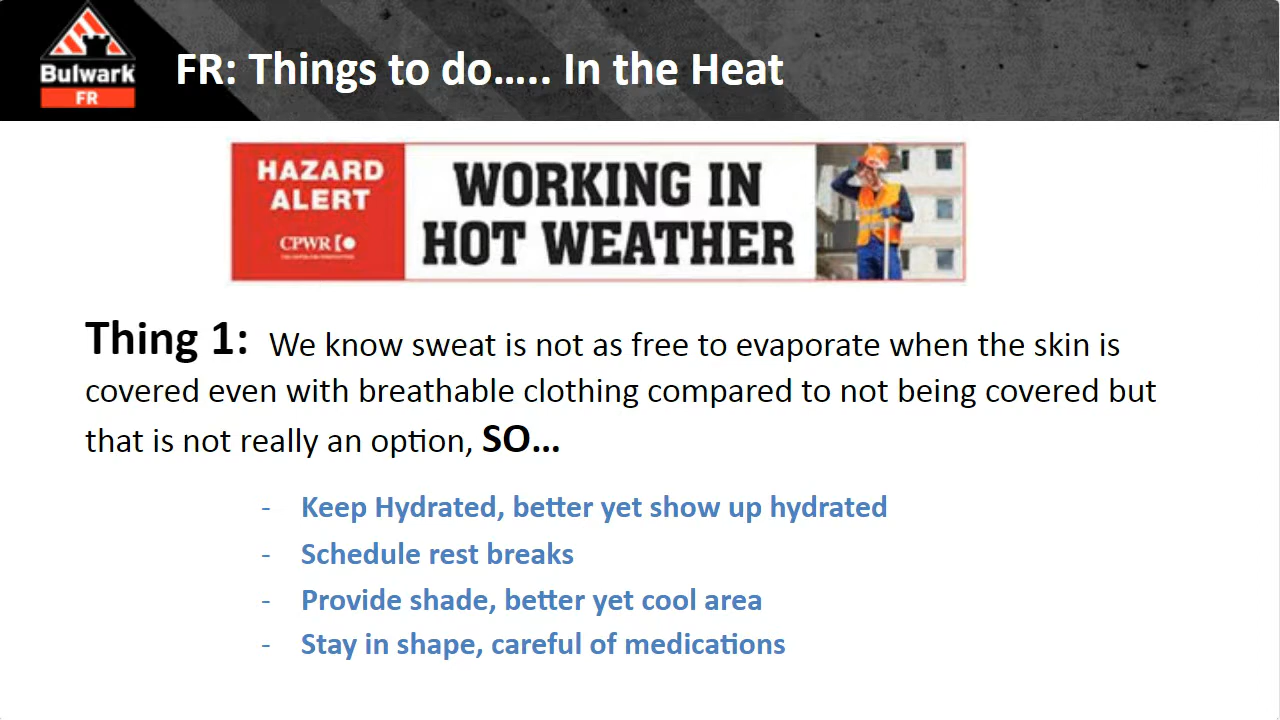 Bulwark
FR
FR: Things to do..... In the Heat
HAZARD
ALERT
CPWR
WORKING IN
HOT WEATHER
Thing 1: We know sweat is not as free to evaporate when the skin is
covered even with breathable clothing compared to not being covered but
that is not really an option, SO...
- Keep Hydrated, better yet show up hydrated
- Schedule rest breaks
- Provide shade, better yet cool area
- Stay in shape, careful of medications